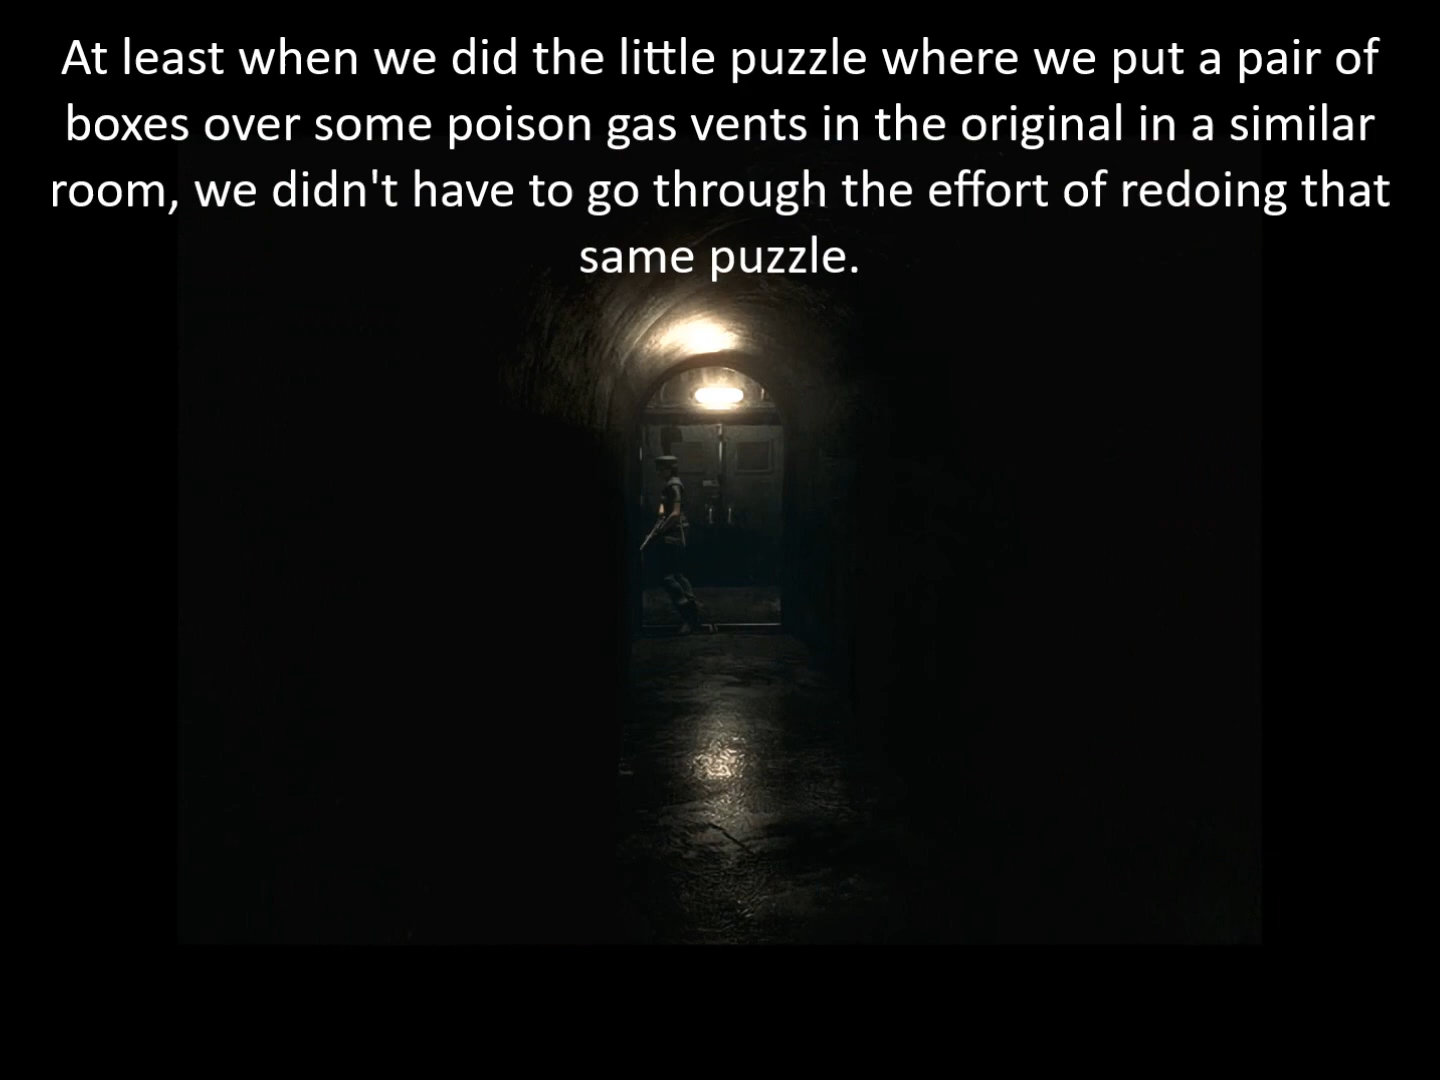 At least when we did the little puzzle where we put a pair of
boxes over some poison gas vents in the original in a similar
room, we didn't have to go through the effort of redoing that
same puzzle.